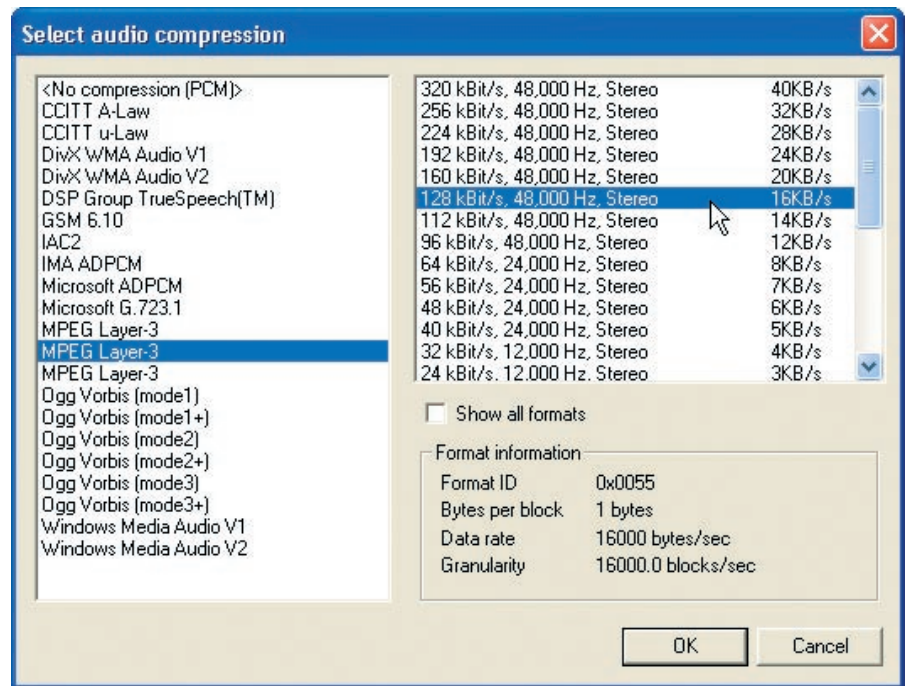 Select audio compression
<No compression (PCM)>
CCITT A-Law
CCITT u-Law
DivX WMA Audio V1
DivX WMA Audio V2
DSP Group TrueSpeech(TM)
GSM 6.10
IAC2
IMA ADPCM
Microsoft ADPCM
Microsoft G.723.1
MPEG Layer-3
MPEG Layer-3
MPEG Layer-3
Ogg Vorbis (mode1)
Ogg Vorbis (mode1+)
Ogg Vorbis (mode2)
Ogg Vorbis (mode2+)
Ogg Vorbis (mode3)
Ogg Vorbis (mode3+)
Windows Media Audio V1
Windows Media Audio V2
320 kBit/s, 48,000 Hz, Stereo 40KB/s
256 kBit/s, 48,000 Hz, Stereo 32KB/s
224 kBit/s, 48,000 Hz, Stereo 28KB/s
192 kBit/s, 48,000 Hz, Stereo 24KB/s
160 kBit/s, 48,000 Hz, Stereo 20KB/s
128 kBit/s, 48,000 Hz, Stereo 16KB/s
112 kBit/s, 48,000 Hz, Stereo 14KB/s
96 kBit/s, 48,000 Hz, Stereo 12KB/s
64 kBit/s, 24,000 Hz, Stereo 8KB/s
56 kBit/s, 24,000 Hz, Stereo 7KB/s
48 kBit/s, 24,000 Hz, Stereo 6KB/s
40 kBit/s, 24,000 Hz, Stereo 5KB/s
32 kBit/s, 12,000 Hz, Stereo 4KB/s
24 kBit/s, 12,000 Hz, Stereo 3KB/s
Show all formats
Format information
Format ID 0x0055
Bytes per block 1 bytes
Data rate 16000 bytes/sec
Granularity 16000.0 blocks/sec
OK Cancel